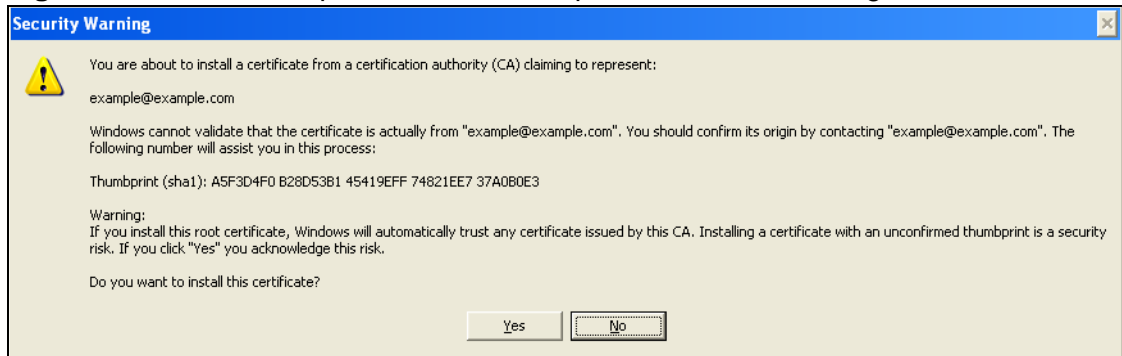 Security Warning
You are about to install a certificate from a certification authority (CA) claiming to represent:
example@example.com
Windows cannot validate that the certificate is actually from "example@example.com". You should confirm its origin by contacting "example@example.com". The
following number will assist you in this process:
Thumbprint (sha1): A5F3D4F0 B28D53B1 45419EFF 74821EE7 37A0B0E3
Warning:
If you install this root certificate, Windows will automatically trust any certificate issued by this CA. Installing a certificate with an unconfirmed thumbprint is a security
risk. If you click "Yes" you acknowledge this risk.
Do you want to install this certificate?
Yes No